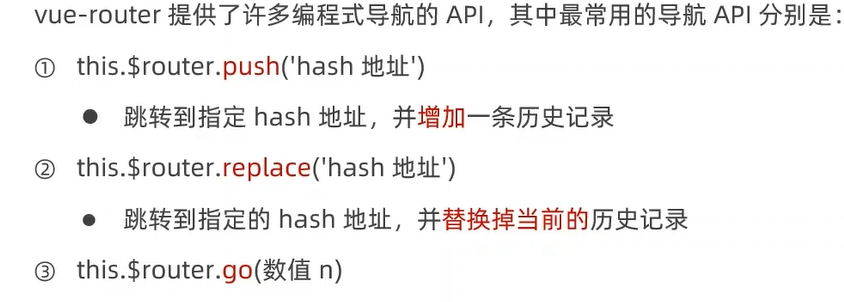 vue-router 提供了许多编程式导航的 API，其中最常用的导航 API 分别是：
① this.$router.push('hash 地址')
● 跳转到指定 hash 地址，并增加一条历史记录
② this.$router.replace('hash 地址')
● 跳转到指定的 hash 地址，并替换掉当前的历史记录
③ this.$router.go(数值 n)